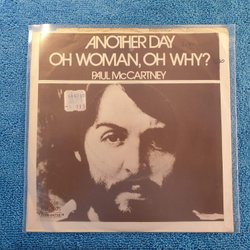 ANOTHER DAY
OH WOMAN, OH WHY?
PAUL McCARTNEY